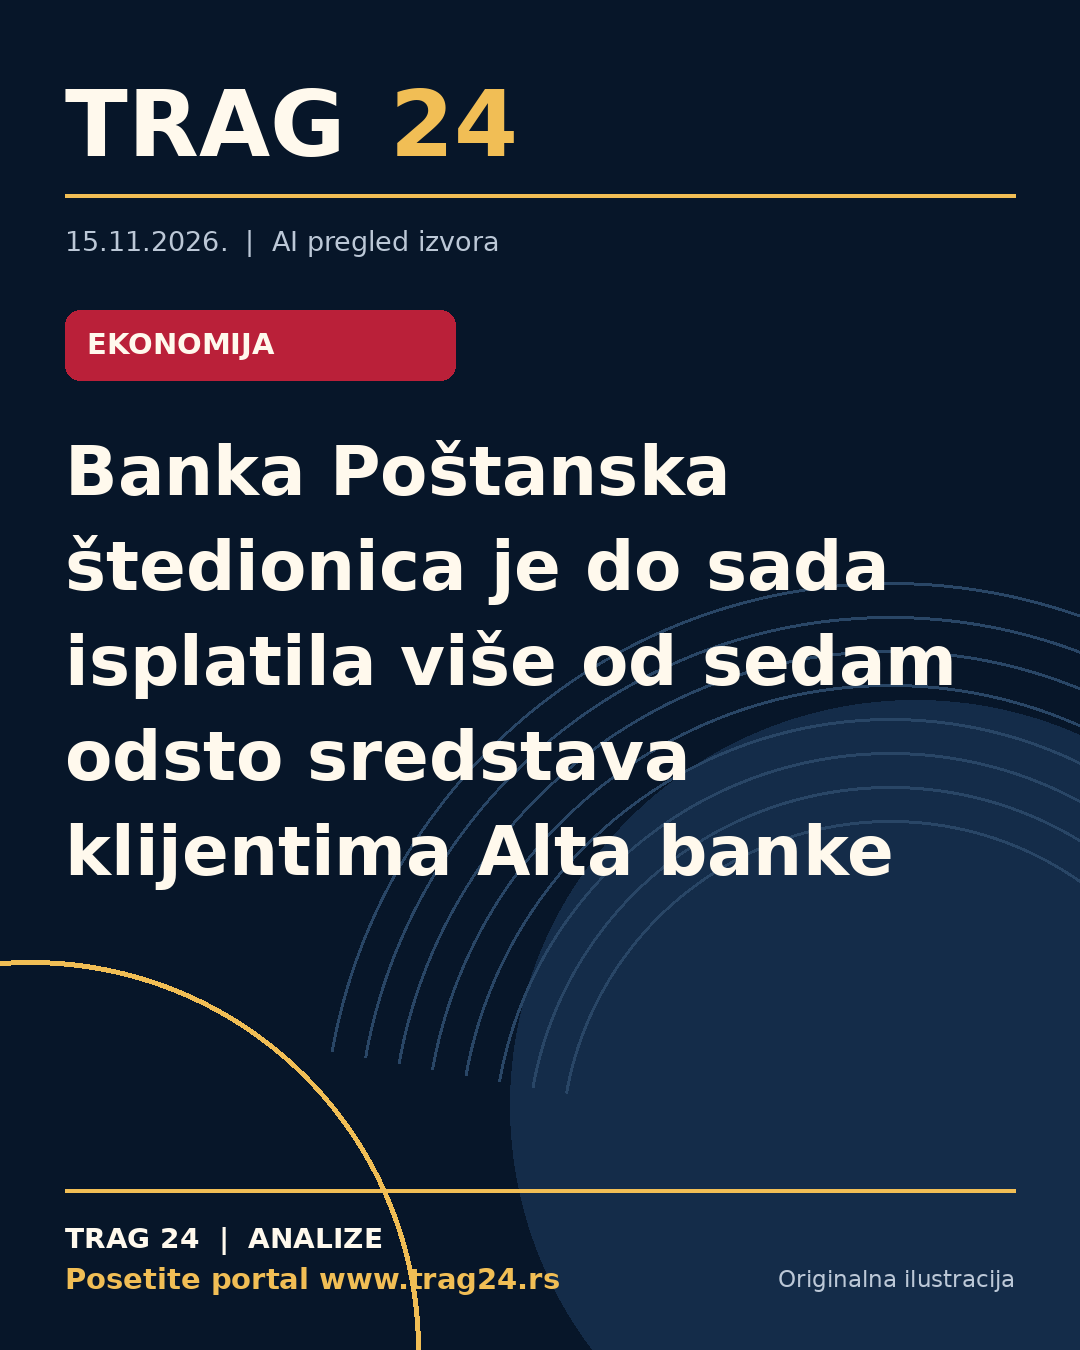 TRAG 24
15.11.2026. | AI pregled izvora
EKONOMIJA
Banka Poštanska
štedionica je do sada
isplatila više od sedam
odsto sredstava
klijentima Alta banke
TRAG 24 | ANALIZE
Posetite portal www.trag24.rs
Originalna ilustracija